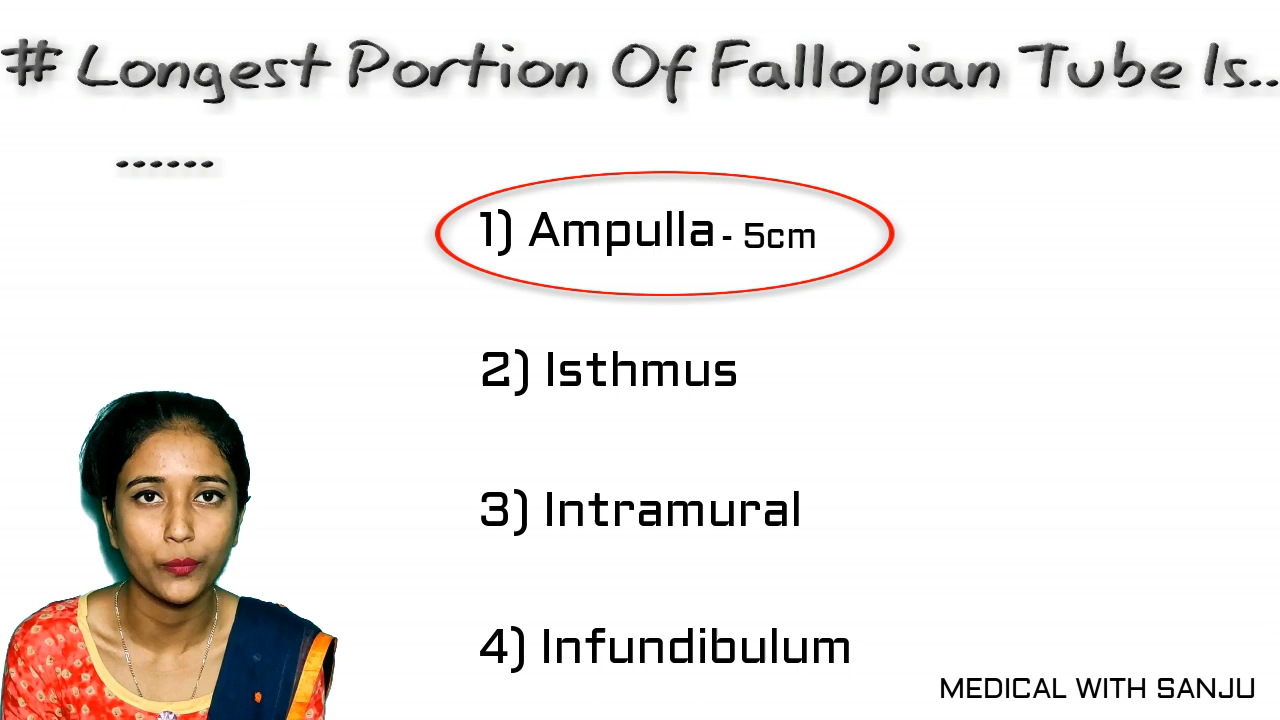 # Longest Portion Of Fallopian Tube Is..
......
1) Ampulla - 5cm
2) Isthmus
3) Intramural
4) Infundibulum
MEDICAL WITH SANJU